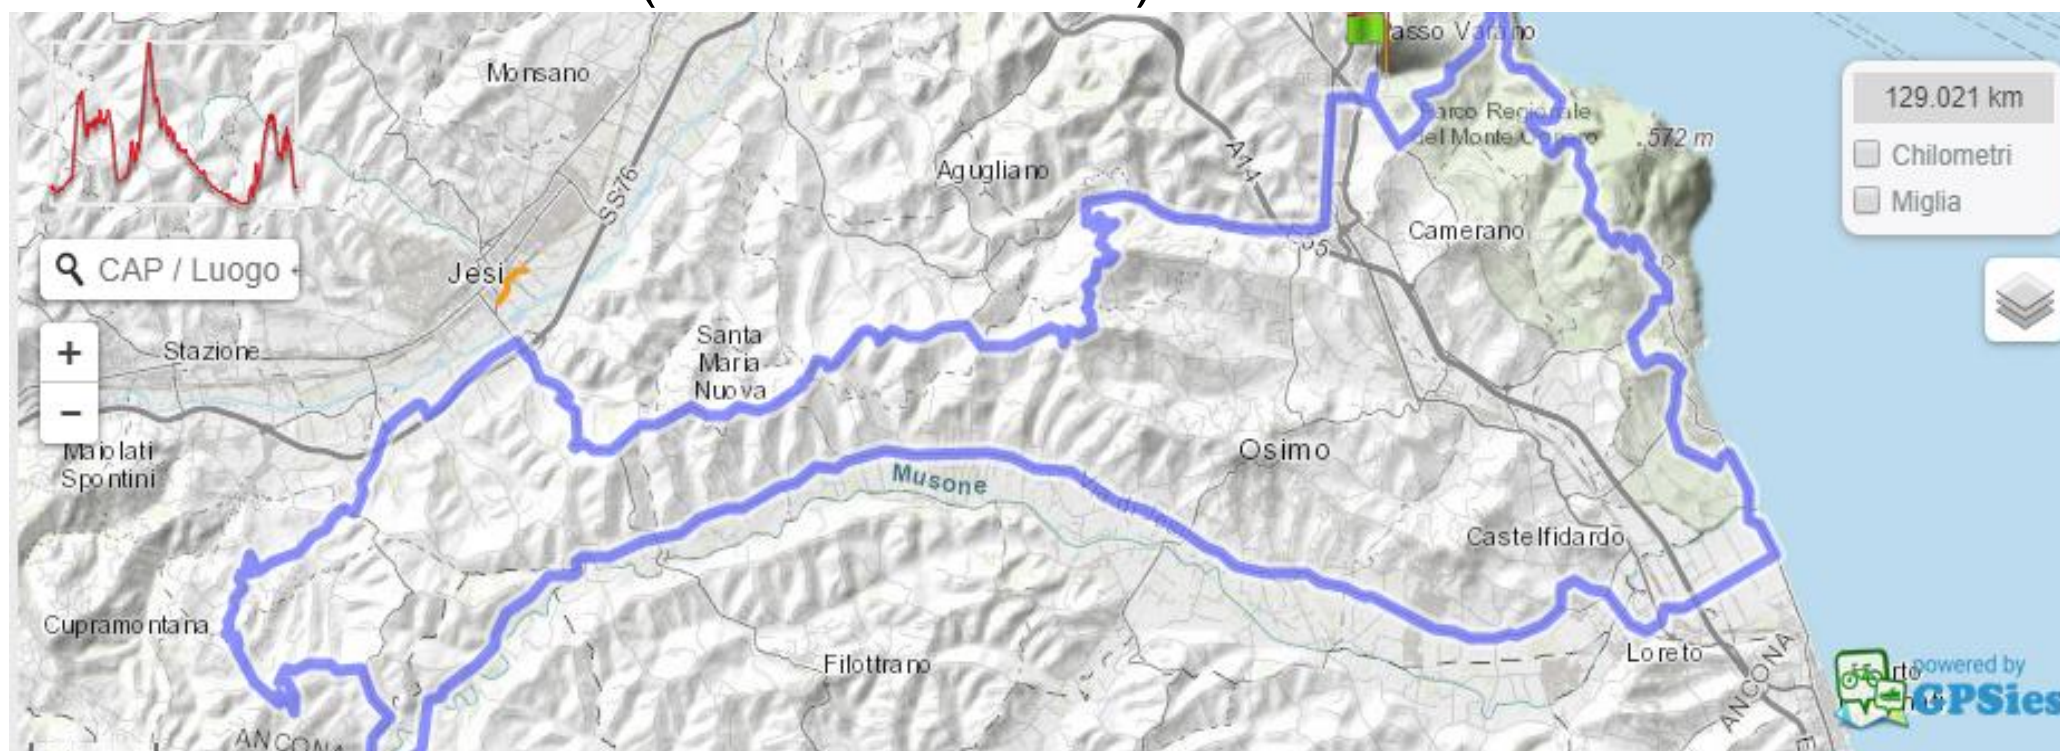 Passo Varano
Monsano
129.021 km
Parco Regionale
del Monte Conero
572 m
Chilometri
A14
Agugliano
SS76
Miglia
Camerano
CAP / Luogo
Jesi
Santa
Maria
Nuova
Stazione
+
−
Osimo
Maiolati
Spontini
Musone
Castelfidardo
Cupramontana
Loreto
Filottrano
ANCONA
powered by
GPSies
ANCONA